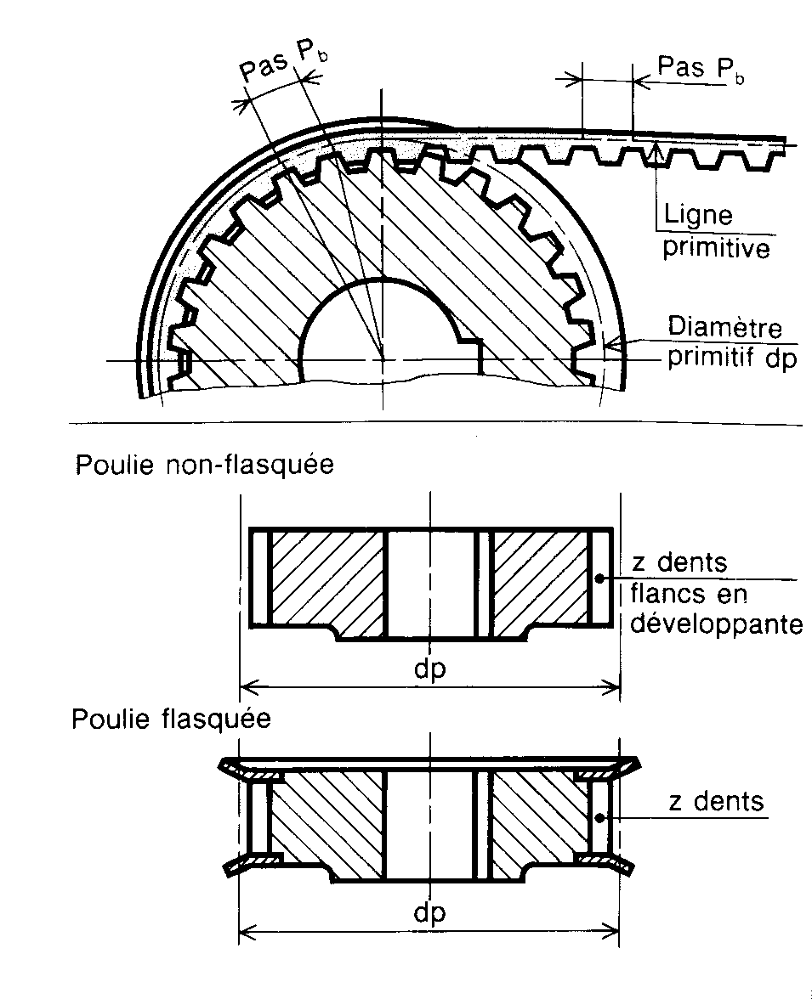 Pas Pb
Pas Pb
Ligne
primitive
Diamètre
primitif dp
Poulie non-flasquée
z dents
flancs en
développante
dp
Poulie flasquée
z dents
dp